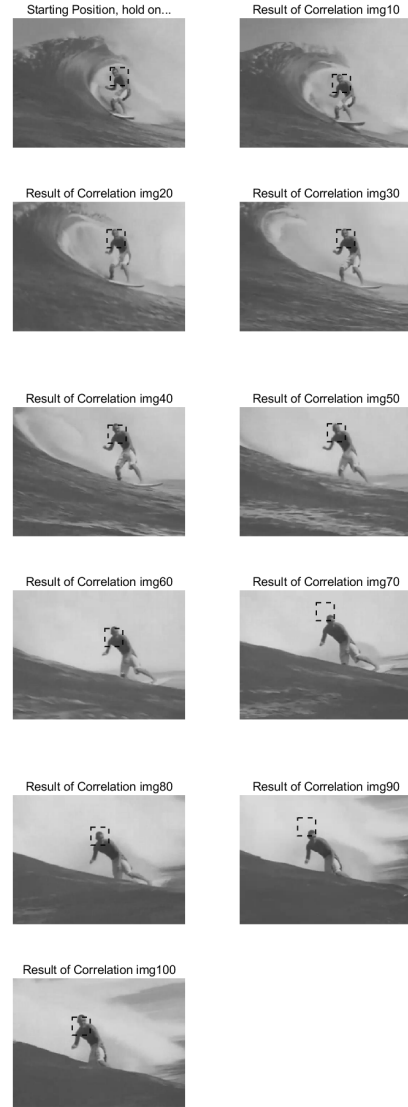 Starting Position, hold on...
Result of Correlation img10
Result of Correlation img20
Result of Correlation img30
Result of Correlation img40
Result of Correlation img50
Result of Correlation img60
Result of Correlation img70
Result of Correlation img80
Result of Correlation img90
Result of Correlation img100